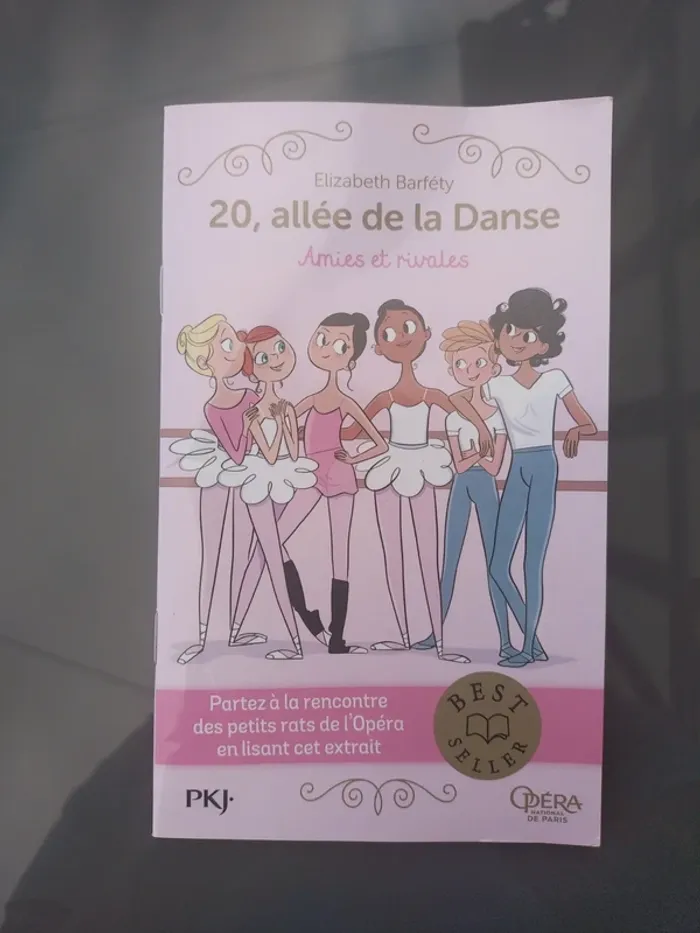 Elizabeth Barféty
20, allée de la Danse
Amies et rivales
Partez à la rencontre
des petits rats de l'Opéra
en lisant cet extrait
BEST
SELLER
PKJ.
OPÉRA
NATIONAL
DE PARIS